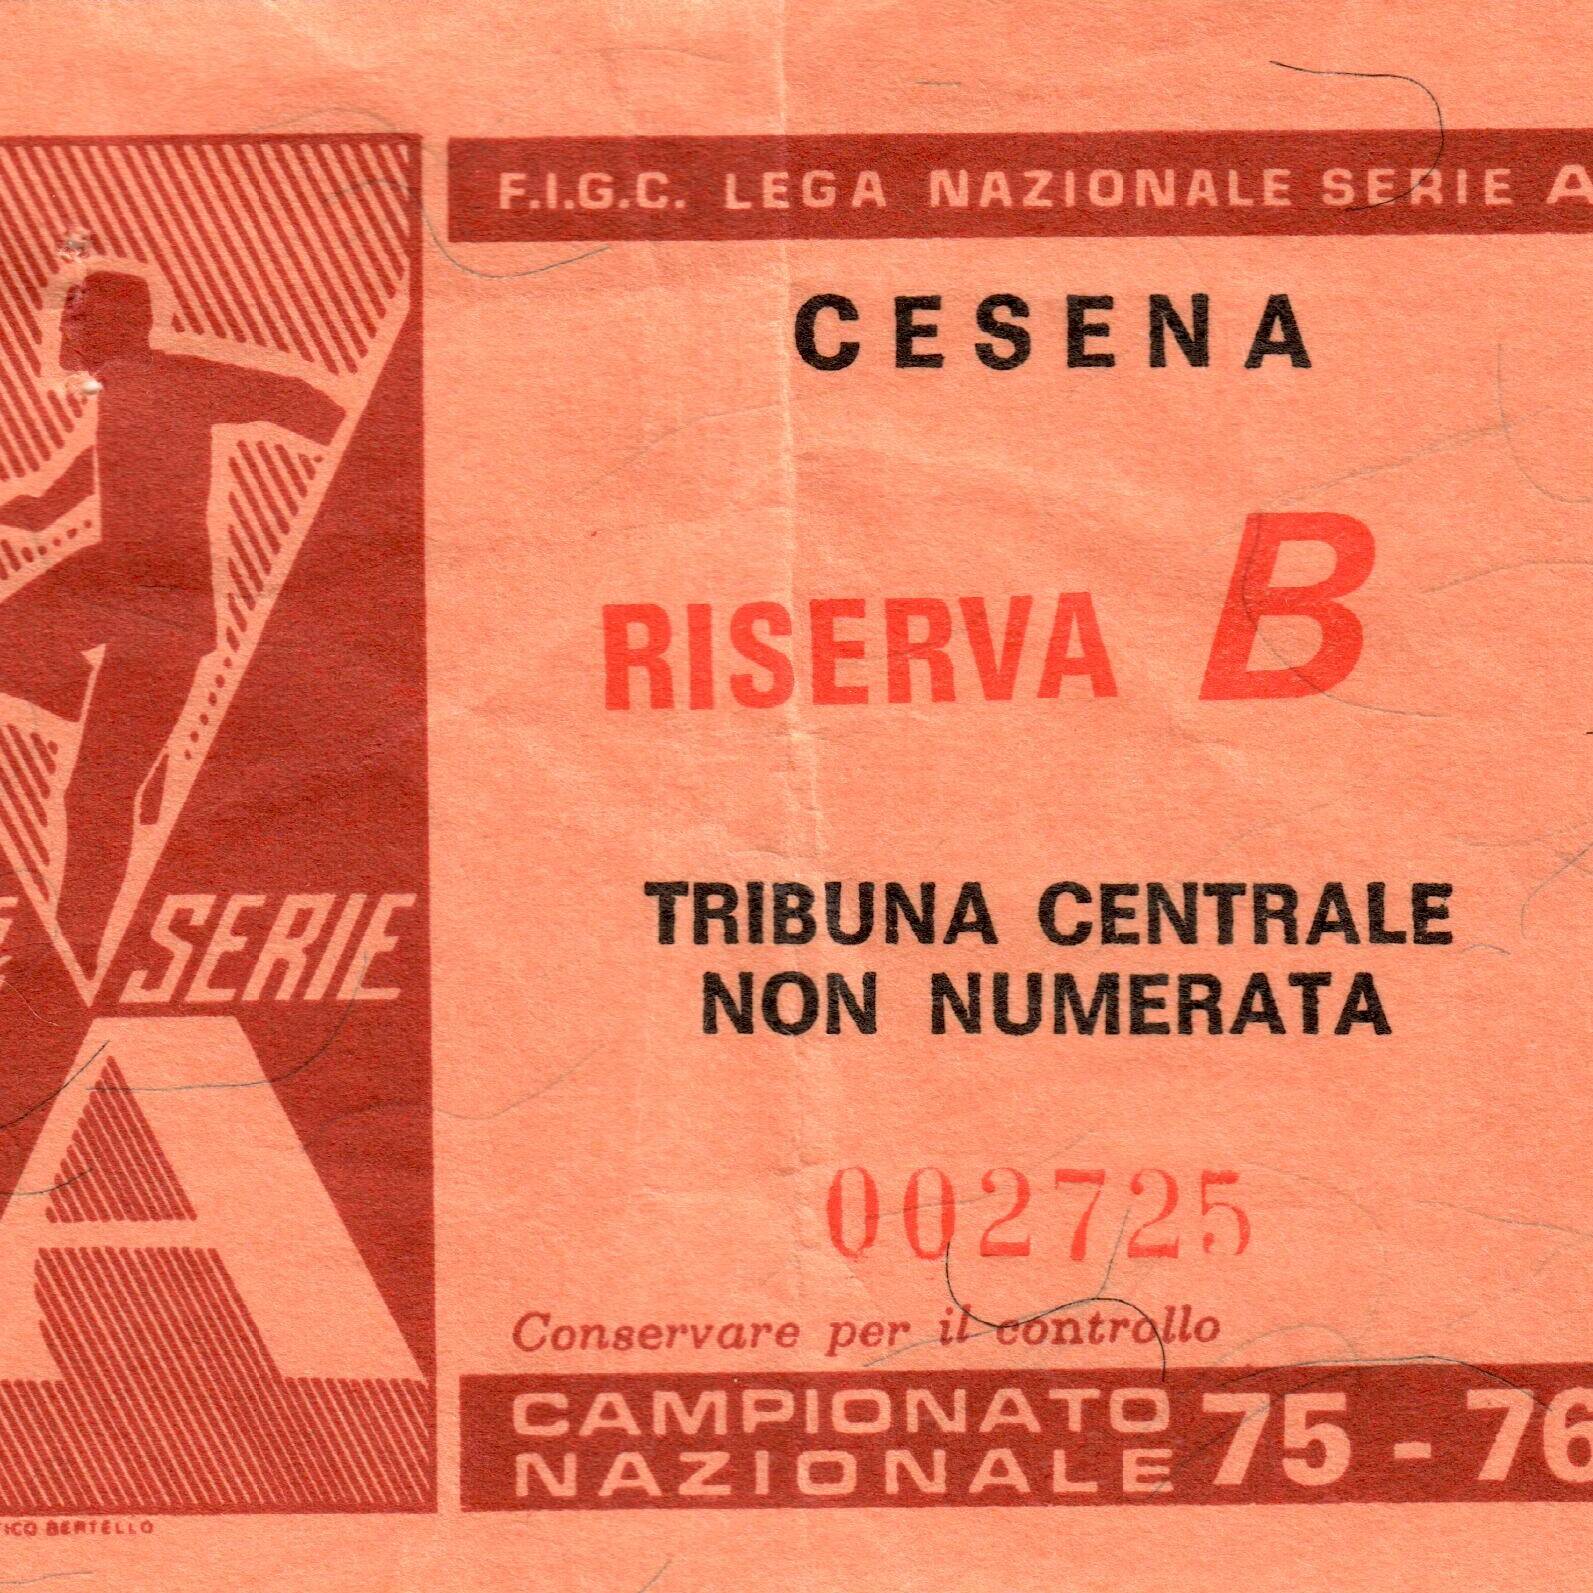 F.I.G.C. LEGA NAZIONALE SERIE A
CESENA
RISERVA B
TRIBUNA CENTRALE
NON NUMERATA
002725
Conservare per il controllo
CAMPIONATO
NAZIONALE 75 - 76
SERIE
A
BERTELLO